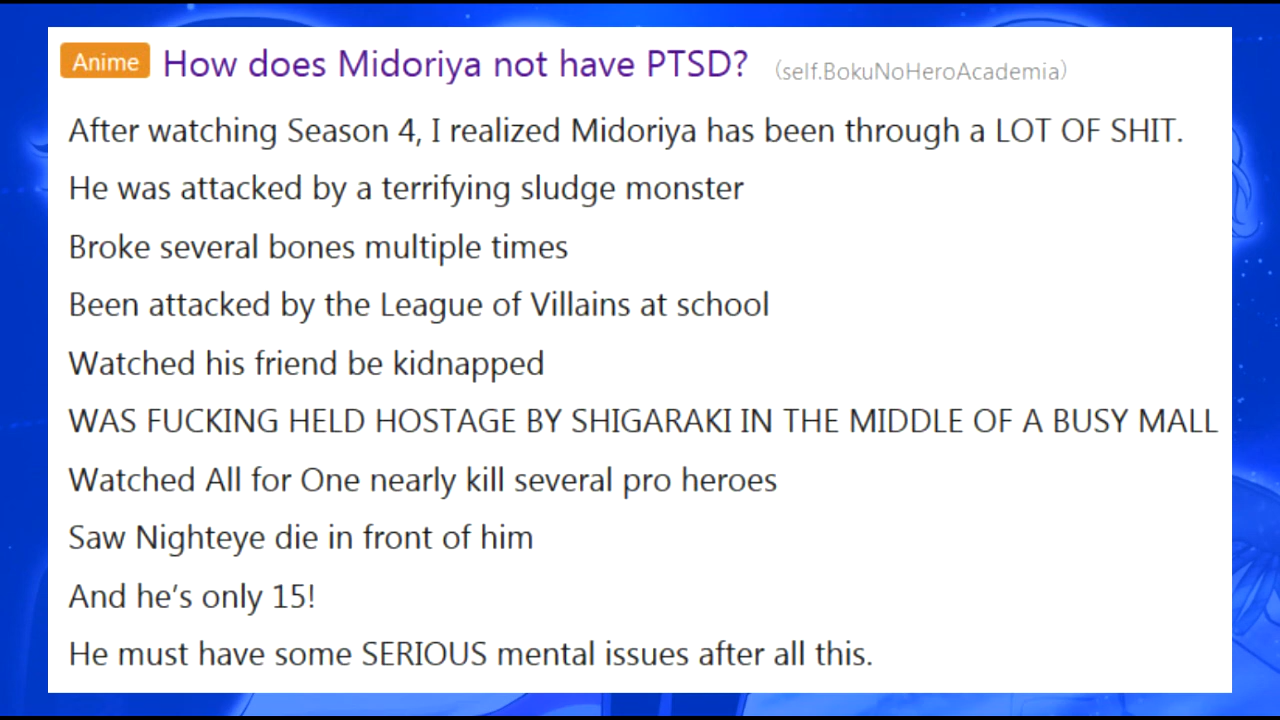 Anime How does Midoriya not have PTSD? (self.BokuNoHeroAcademia)
After watching Season 4, I realized Midoriya has been through a LOT OF SHIT.
He was attacked by a terrifying sludge monster
Broke several bones multiple times
Been attacked by the League of Villains at school
Watched his friend be kidnapped
WAS FUCKING HELD HOSTAGE BY SHIGARAKI IN THE MIDDLE OF A BUSY MALL
Watched All for One nearly kill several pro heroes
Saw Nighteye die in front of him
And he’s only 15!
He must have some SERIOUS mental issues after all this.